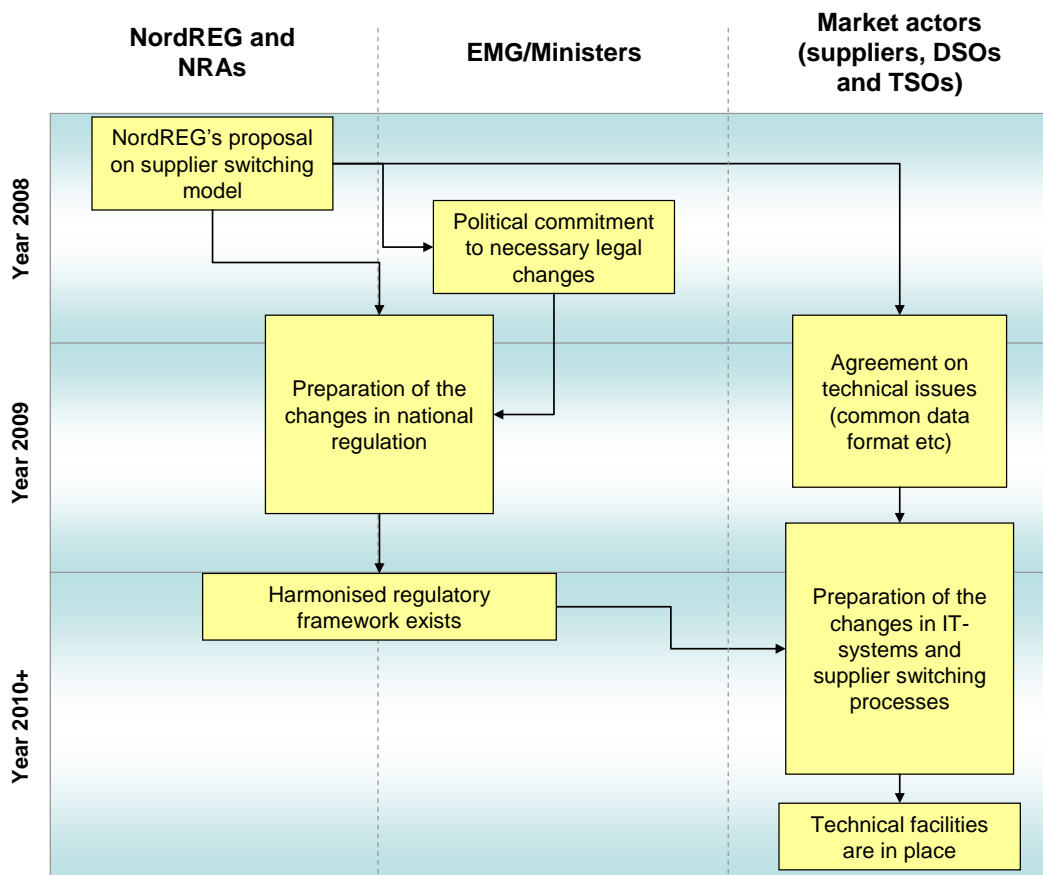 NordREG and
NRAs
EMG/Ministers
Market actors
(suppliers, DSOs
and TSOs)
Year 2008
NordREG's proposal
on supplier switching
model
Political commitment
to necessary legal
changes
Year 2009
Preparation of the
changes in national
regulation
Agreement on
technical issues
(common data
format etc)
Year 2010+
Harmonised regulatory
framework exists
Preparation of the
changes in IT-
systems and
supplier switching
processes
Technical facilities
are in place